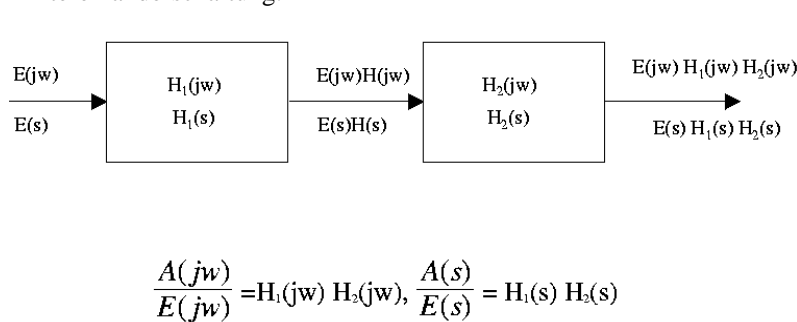 E(jw)
H₁(jw)
E(jw)H(jw)
H₂(jw)
E(jw) H₁(jw) H₂(jw)
E(s)
H₁(s)
E(s)H(s)
H₂(s)
E(s) H₁(s) H₂(s)
A(jw)/E(jw) =H₁(jw) H₂(jw), A(s)/E(s) = H₁(s) H₂(s)